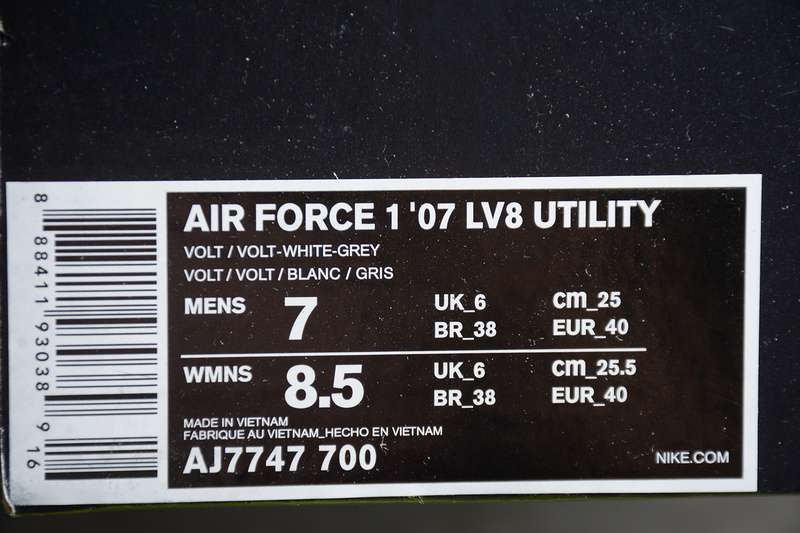 AIR FORCE 1 '07 LV8 UTILITY
VOLT / VOLT-WHITE-GREY
VOLT / VOLT / BLANC / GRIS
MENS 7 UK_6 cm_25
BR_38 EUR_40
WMNS 8.5 UK_6 cm_25.5
BR_38 EUR_40
MADE IN VIETNAM
FABRIQUE AU VIETNAM_HECHO EN VIETNAM
AJ7747 700
NIKE.COM
8 88411 93038 9 16